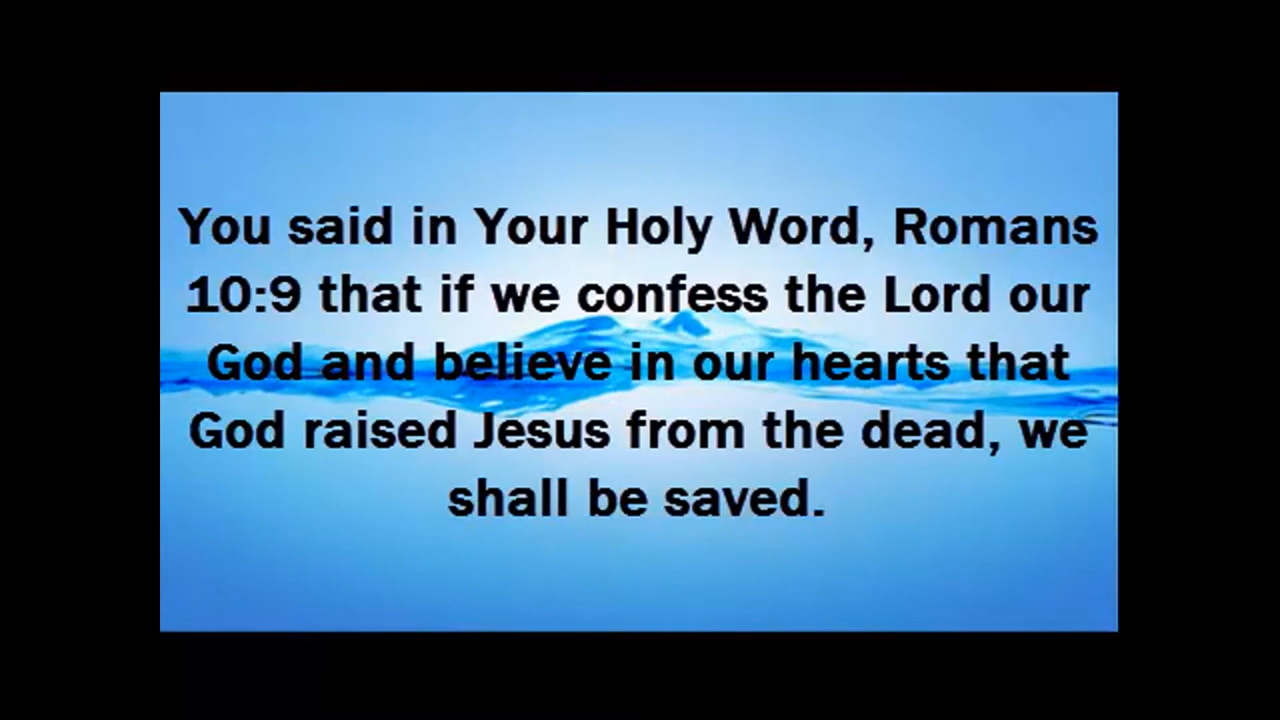 You said in Your Holy Word, Romans
10:9 that if we confess the Lord our
God and believe in our hearts that
God raised Jesus from the dead, we
shall be saved.